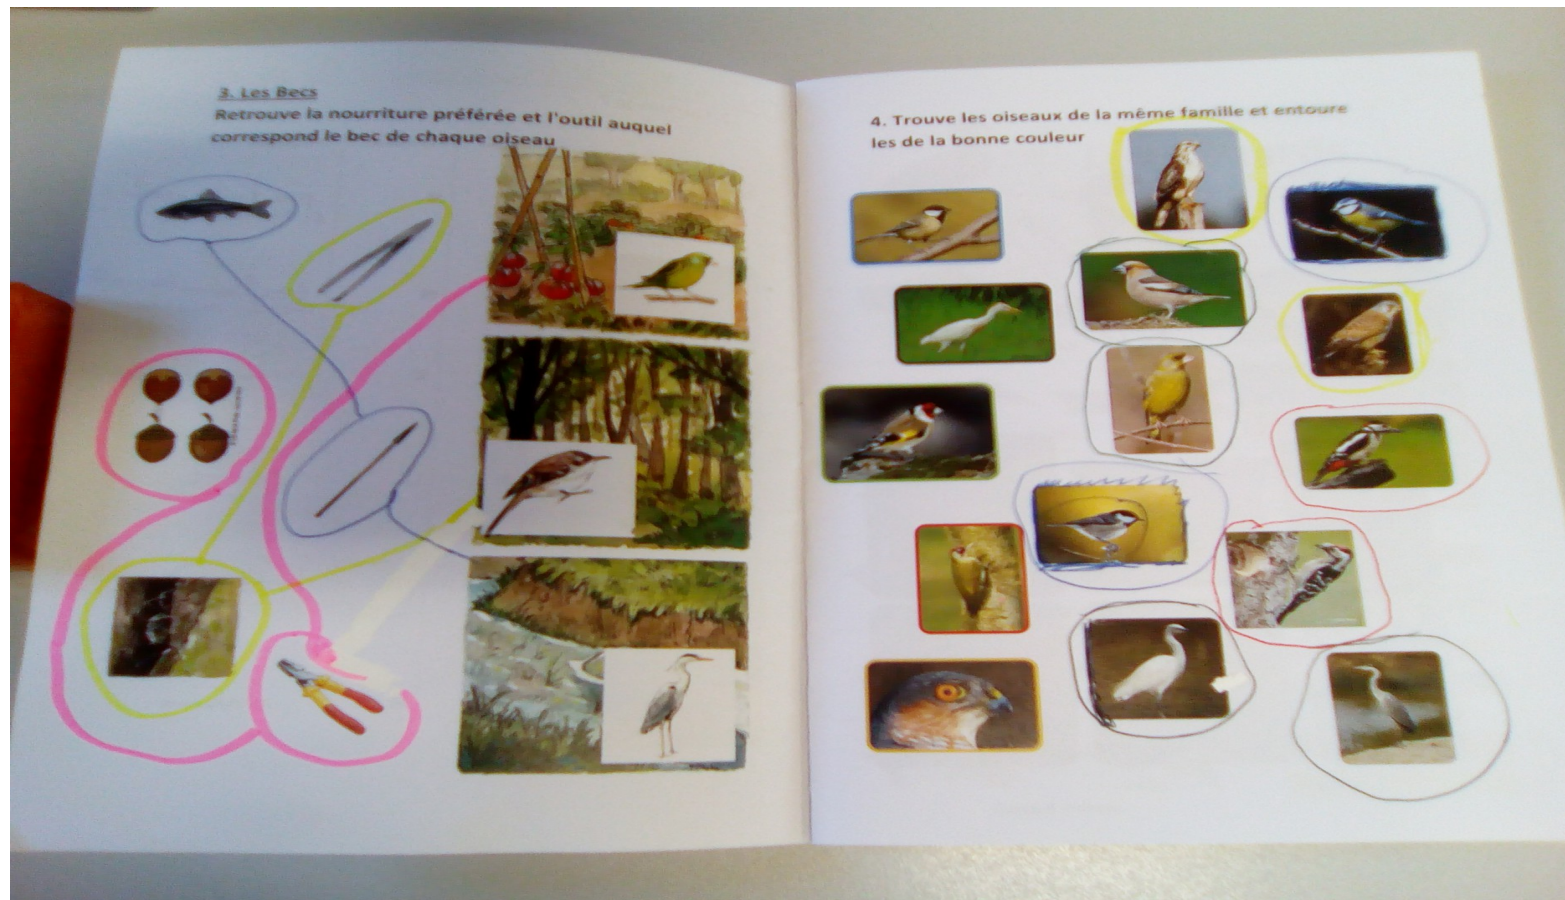 3. Les Becs
Retrouve la nourriture préférée et l'outil auquel
correspond le bec de chaque oiseau
4. Trouve les oiseaux de la même famille et entoure
les de la bonne couleur